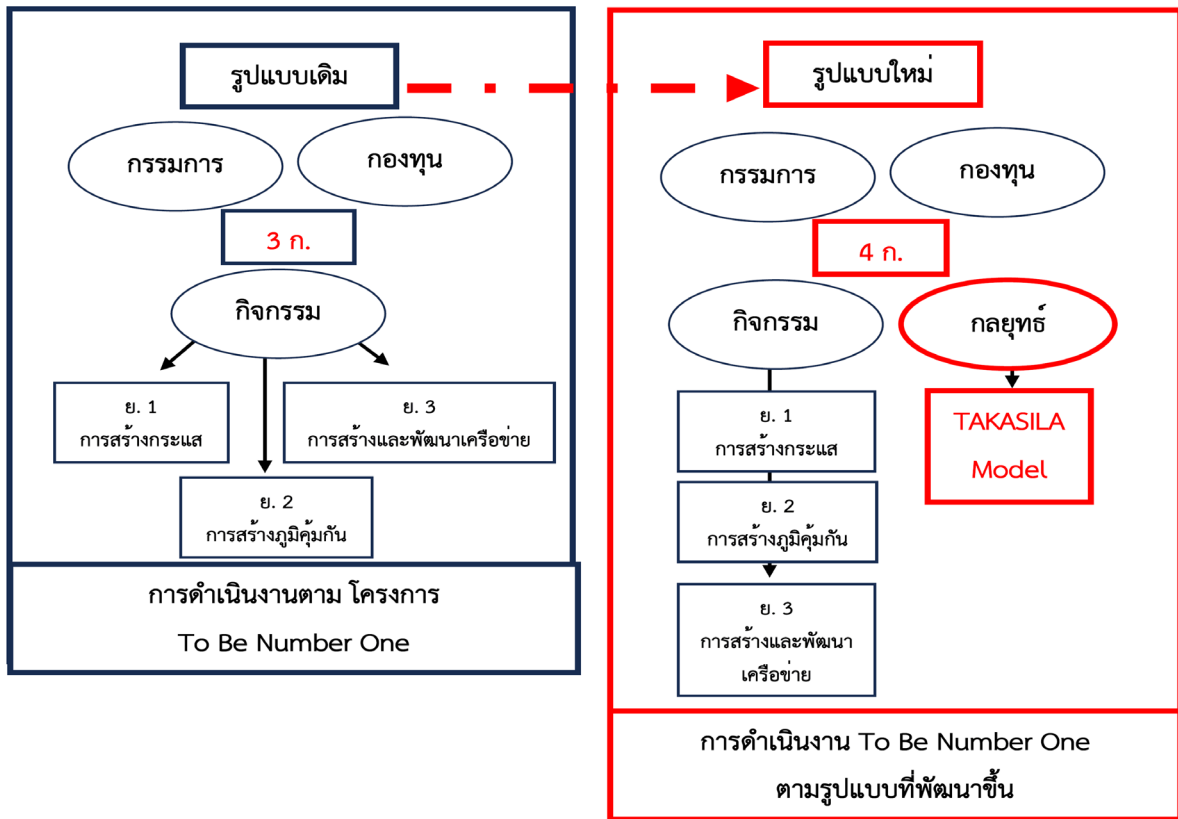 รูปแบบเดิม
กรรมการ
กองทุน
3 ก.
กิจกรรม
ย. 1
การสร้างกระแส
ย. 3
การสร้างและพัฒนาเครือข่าย
ย. 2
การสร้างภูมิคุ้มกัน
การดำเนินงานตาม โครงการ
To Be Number One
รูปแบบใหม่
กรรมการ
กองทุน
4 ก.
กิจกรรม
กลยุทธ์
ย. 1
การสร้างกระแส
ย. 2
การสร้างภูมิคุ้มกัน
ย. 3
การสร้างและพัฒนา
เครือข่าย
TAKASILA
Model
การดำเนินงาน To Be Number One
ตามรูปแบบที่พัฒนาขึ้น